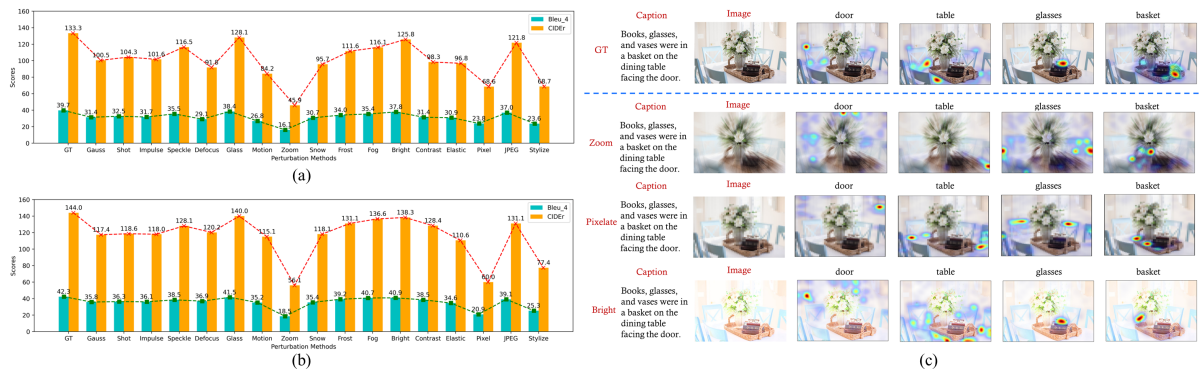 160
140
120
100
80
60
40
20
0
Scores
Bleu_4
CIDEr
133.3 100.5 104.3 101.6 116.5 91.8 128.1 84.2 45.9 95.7 111.6 116.1 125.8 98.3 96.8 68.6 121.8 68.7
39.7 31.4 32.5 31.7 35.5 29.1 38.4 26.8 16.1 30.7 34.0 35.4 37.8 31.4 30.9 23.8 37.0 23.6
GT Gauss Shot Impulse Speckle Defocus Glass Motion Zoom Snow Frost Fog Bright Contrast Elastic Pixel JPEG Stylize
Perturbation Methods
(a)
160
140
120
100
80
60
40
20
0
Scores
Bleu_4
CIDEr
144.0 117.4 118.6 118.0 128.1 120.2 140.0 115.1 56.1 118.1 131.1 136.6 138.3 128.4 110.6 60.0 131.1 77.4
42.3 35.8 36.3 36.1 38.5 36.9 41.5 35.2 18.5 35.4 39.2 40.7 40.9 38.5 34.6 20.9 39.1 25.3
GT Gauss Shot Impulse Speckle Defocus Glass Motion Zoom Snow Frost Fog Bright Contrast Elastic Pixel JPEG Stylize
Perturbation Methods
(b)
Caption Image door table glasses basket
GT
Books, glasses,
and vases were in
a basket on the
dining table
facing the door.
Caption Image door table glasses basket
Zoom
Books, glasses,
and vases were in
a basket on the
dining table
facing the door.
Caption Image door table glasses basket
Pixelate
Books, glasses,
and vases were in
a basket on the
dining table
facing the door.
Caption Image door table glasses basket
Bright
Books, glasses,
and vases were in
a basket on the
dining table
facing the door.
(c)